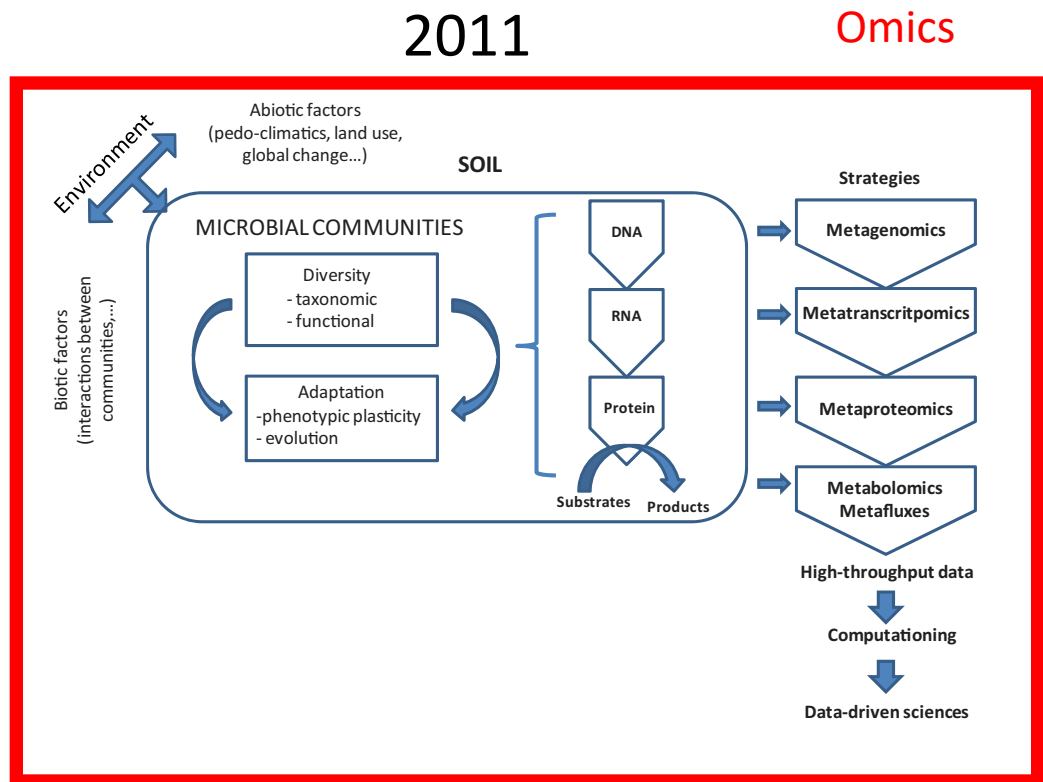 2011
Omics
Environment
Abiotic factors
(pedo-climatics, land use,
global change...)
SOIL
Biotic factors
(interactions between
communities,...)
MICROBIAL COMMUNITIES
Diversity
- taxonomic
- functional
Adaptation
-phenotypic plasticity
- evolution
DNA
RNA
Protein
Substrates
Products
Strategies
Metagenomics
Metatranscritpomics
Metaproteomics
Metabolomics
Metafluxes
High-throughput data
Computationing
Data-driven sciences